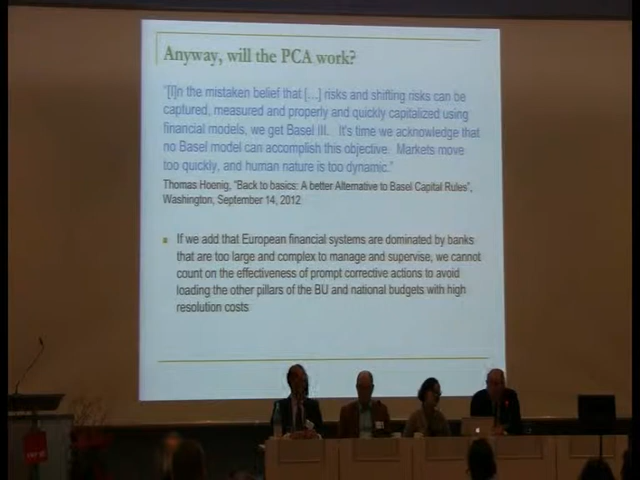 Anyway, will the PCA work?
"[I]n the mistaken belief that [...] risks and shifting risks can be
captured, measured and properly and quickly capitalized using
financial models, we get Basel III. It's time we acknowledge that
no Basel model can accomplish this objective. Markets move
too quickly, and human nature is too dynamic."
Thomas Hoenig, "Back to basics: A better Alternative to Basel Capital Rules",
Washington, September 14, 2012
If we add that European financial systems are dominated by banks
that are too large and complex to manage and supervise, we cannot
count on the effectiveness of prompt corrective actions to avoid
loading the other pillars of the BU and national budgets with high
resolution costs